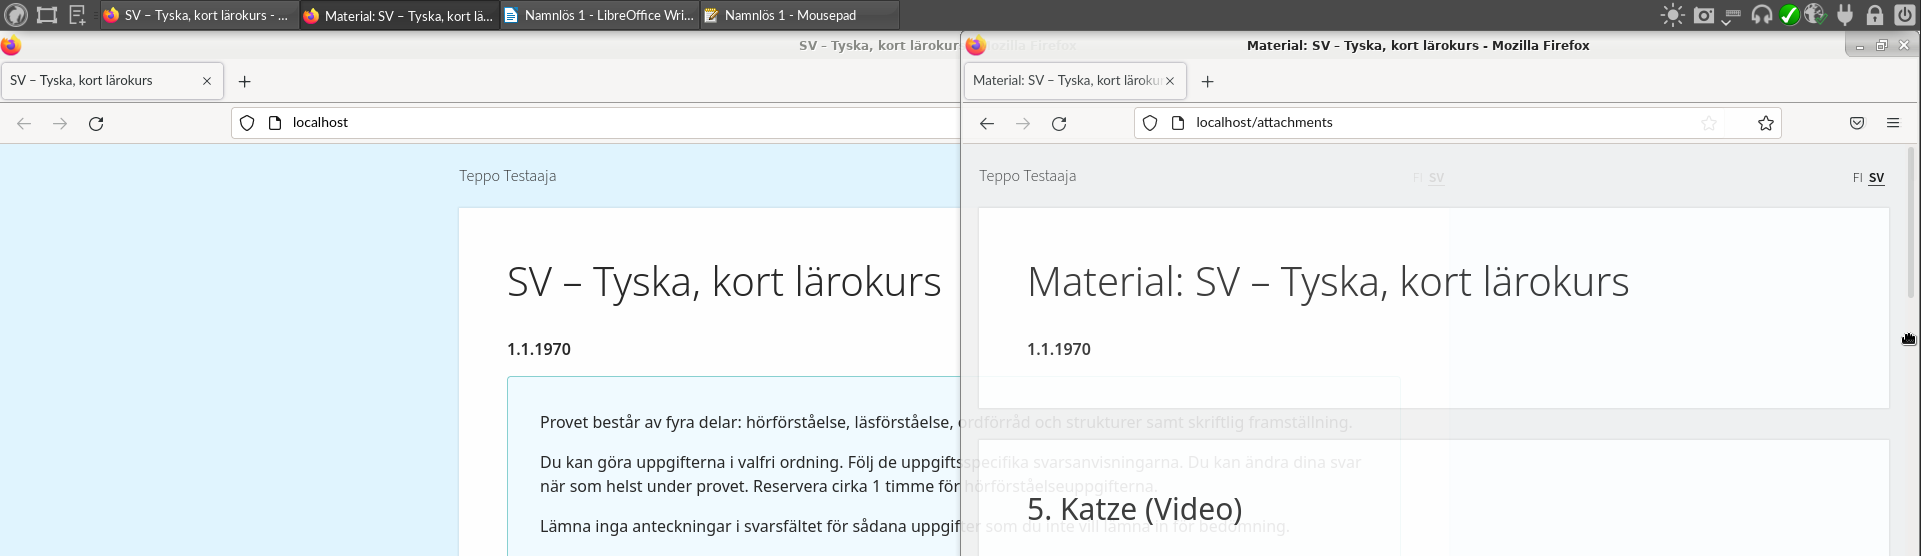 SV – Tyska, kort lärokurs - ...
Material: SV – Tyska, kort lä...
Namnlös 1 - LibreOffice Wri...
Namnlös 1 - Mousepad
SV – Tyska, kort lärokurs - Mozilla Firefox
SV – Tyska, kort lärokurs
localhost
Teppo Testaaja
FI SV
SV – Tyska, kort lärokurs
1.1.1970
Provet består av fyra delar: hörförståelse, läsförståelse, ordförråd och strukturer samt skriftlig framställning.
Du kan göra uppgifterna i valfri ordning. Följ de uppgiftsspecifika svarsanvisningarna. Du kan ändra dina svar
när som helst under provet. Reservera cirka 1 timme för hörförståelseuppgifterna.
Lämna inga anteckningar i svarsfältet för sådana uppgifter som du inte vill lämna in för bedömning.
Material: SV – Tyska, kort lärokurs - Mozilla Firefox
Material: SV – Tyska, kort läroku
localhost/attachments
Teppo Testaaja
FI SV
Material: SV – Tyska, kort lärokurs
1.1.1970
5. Katze (Video)